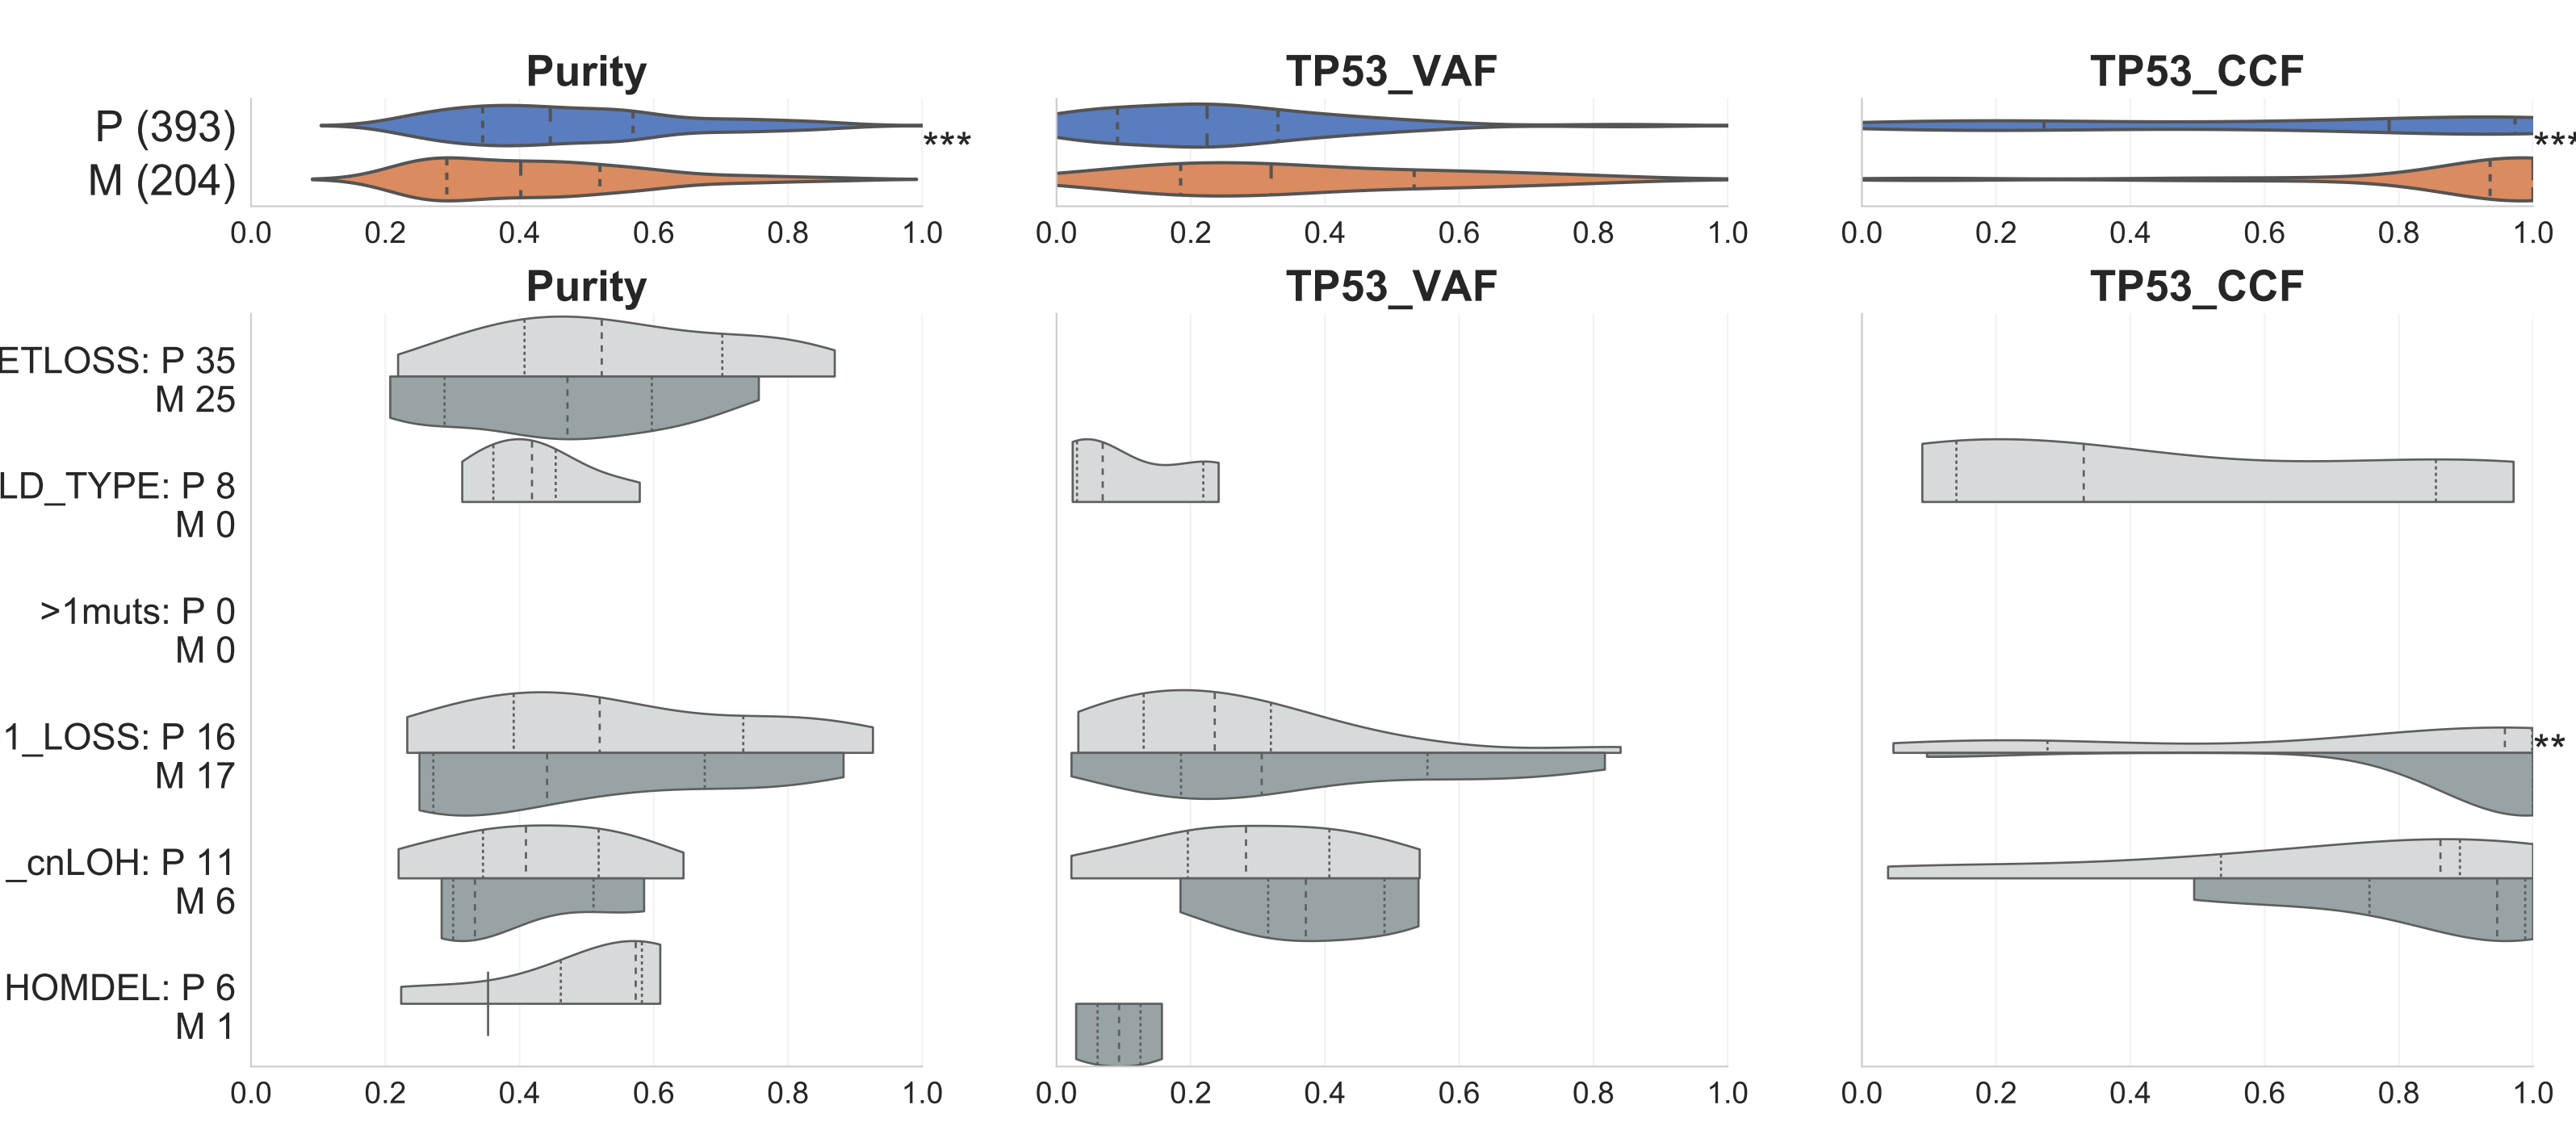 Purity TP53_VAF TP53_CCF
P (393)
*** ***
M (204)
0.0 0.2 0.4 0.6 0.8 1.0 0.0 0.2 0.4 0.6 0.8 1.0 0.0 0.2 0.4 0.6 0.8 1.0
Purity TP53_VAF TP53_CCF
ETLOSS: P 35
M 25
LD_TYPE: P 8
M 0
>1muts: P 0
M 0
1_LOSS: P 16
**
M 17
_cnLOH: P 11
M 6
HOMDEL: P 6
M 1
0.0 0.2 0.4 0.6 0.8 1.0 0.0 0.2 0.4 0.6 0.8 1.0 0.0 0.2 0.4 0.6 0.8 1.0